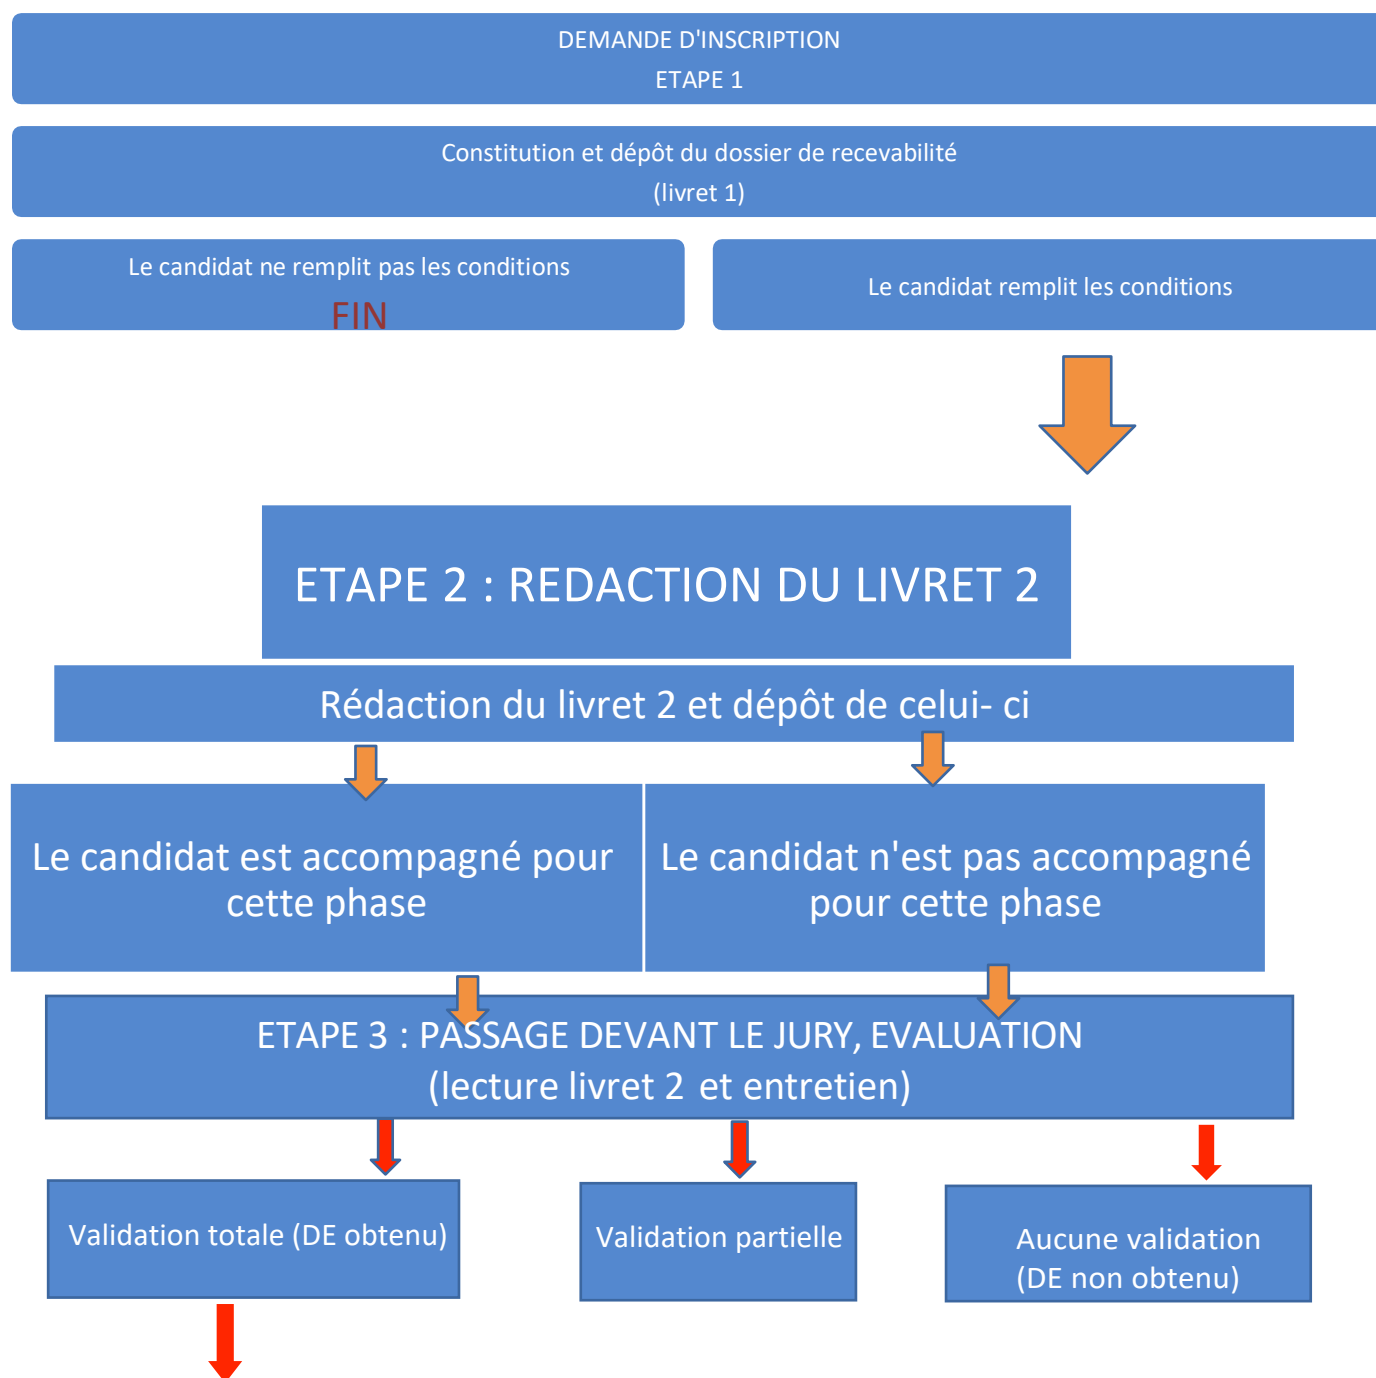 DEMANDE D'INSCRIPTION
ETAPE 1
Constitution et dépôt du dossier de recevabilité
(livret 1)
Le candidat ne remplit pas les conditions
FIN
Le candidat remplit les conditions
ETAPE 2 : REDACTION DU LIVRET 2
Rédaction du livret 2 et dépôt de celui- ci
Le candidat est accompagné pour
cette phase
Le candidat n'est pas accompagné
pour cette phase
ETAPE 3 : PASSAGE DEVANT LE JURY, EVALUATION
(lecture livret 2 et entretien)
Validation totale (DE obtenu)
Validation partielle
Aucune validation
(DE non obtenu)